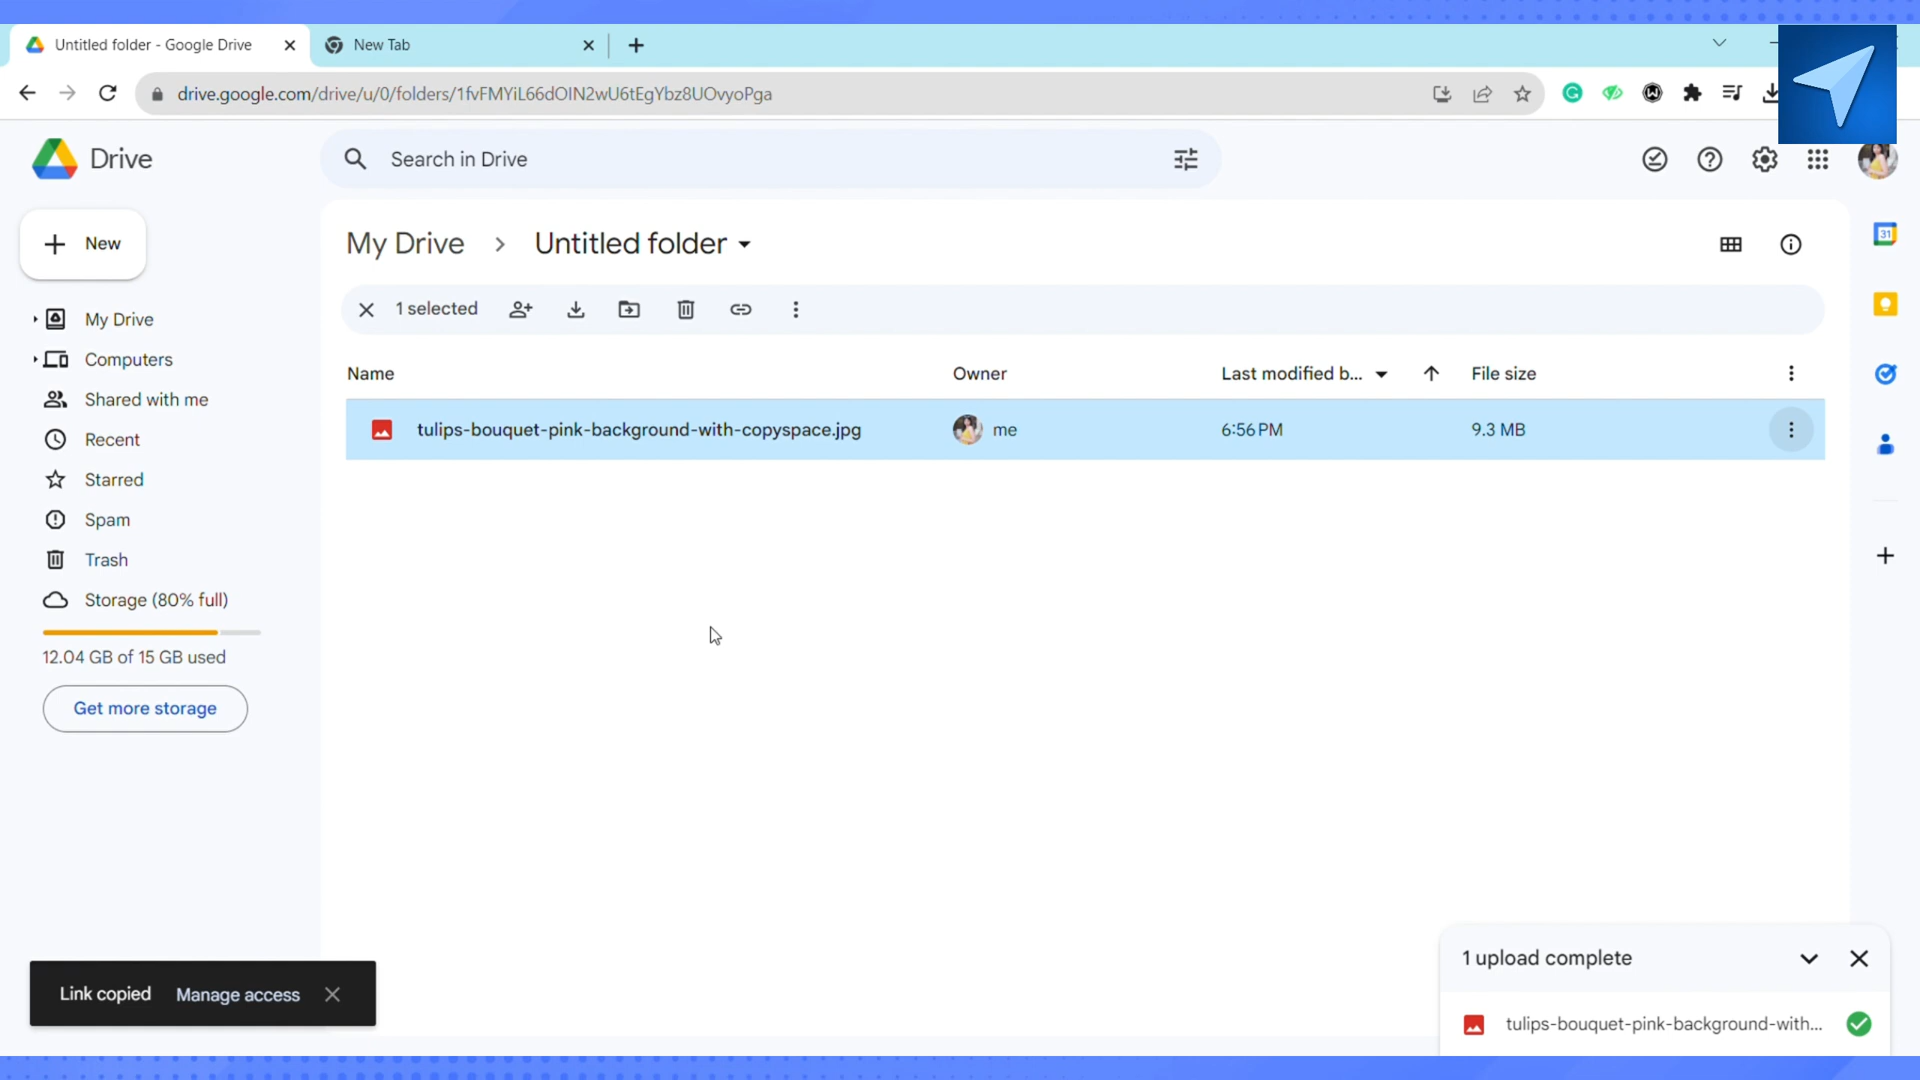 Untitled folder - Google Drive
New Tab
drive.google.com/drive/u/0/folders/1fvFMYiL66dOIN2wU6tEgYbz8UOvyoPga
Drive
Search in Drive
New
My Drive > Untitled folder
31
1 selected
My Drive
Computers
Shared with me
Recent
Starred
Spam
Trash
Storage (80% full)
12.04 GB of 15 GB used
Get more storage
Name Owner Last modified b... File size
tulips-bouquet-pink-background-with-copyspace.jpg me 6:56 PM 9.3 MB
Link copied Manage access
1 upload complete
tulips-bouquet-pink-background-with...